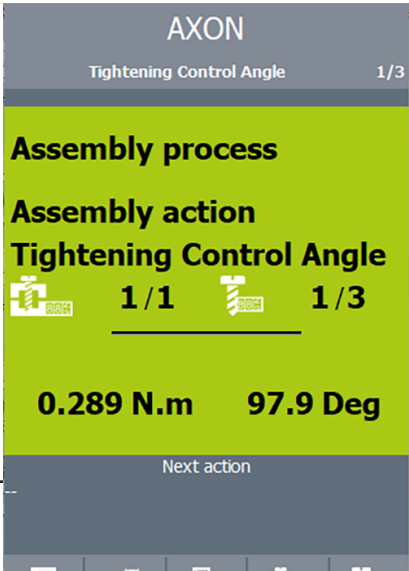 AXON
Tightening Control Angle 1/3
Assembly process
Assembly action
Tightening Control Angle
1/1 1/3
0.289 N.m 97.9 Deg
Next action
--